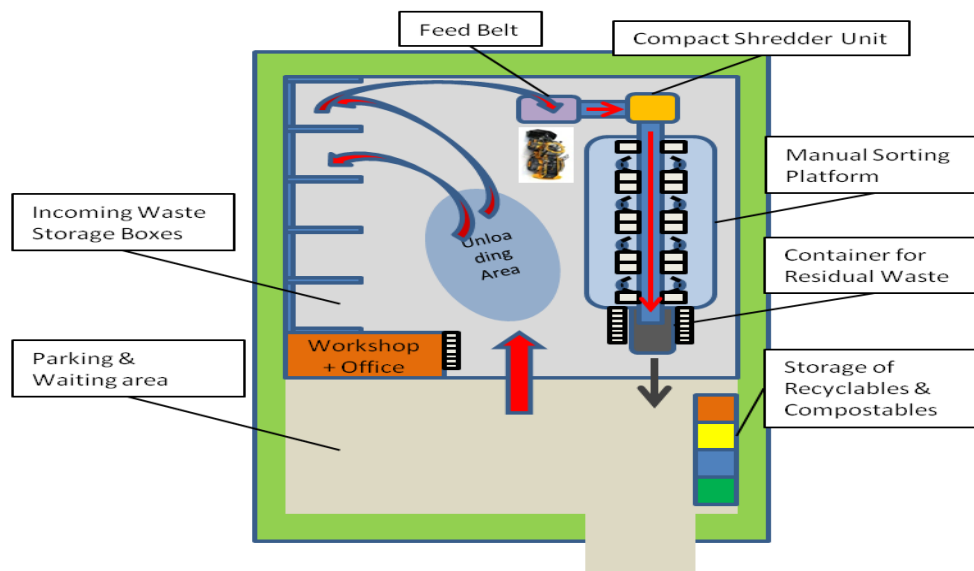 Feed Belt
Compact Shredder Unit
Manual Sorting
Platform
Incoming Waste
Storage Boxes
Unloa
ding
Area
Container for
Residual Waste
Workshop
+ Office
Parking &
Waiting area
Storage of
Recyclables &
Compostables